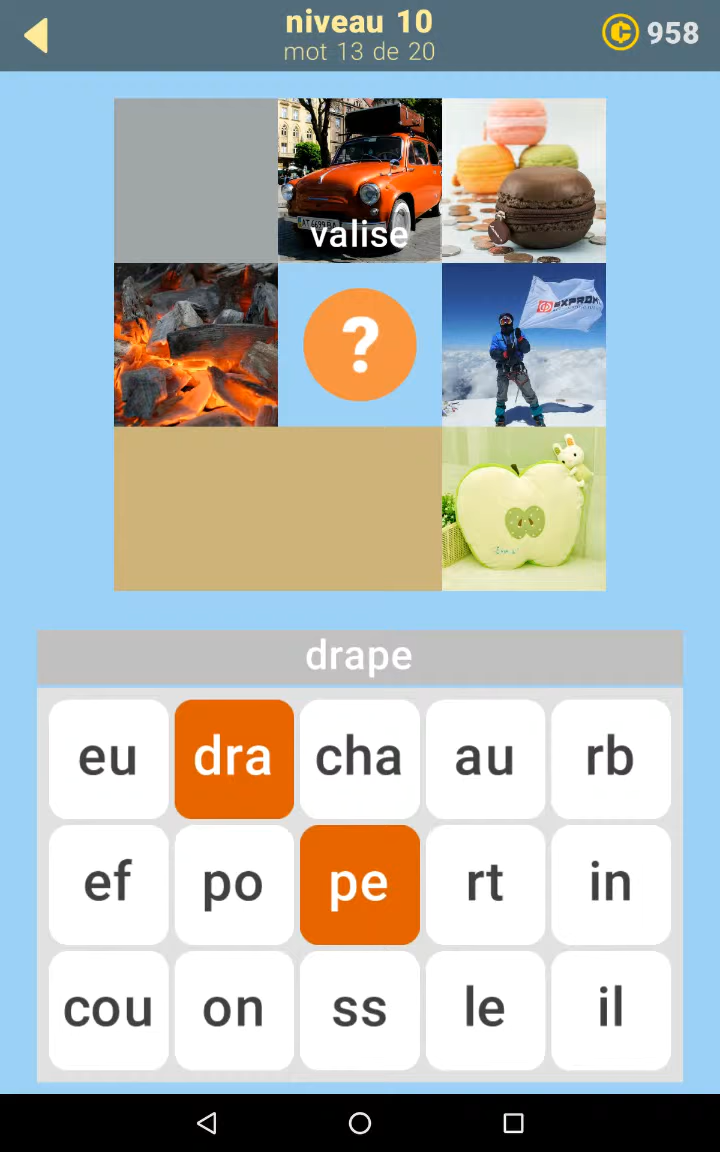 niveau 10
mot 13 de 20
958
valise
?
drape
eu dra cha au rb
ef po pe rt in
cou on ss le il